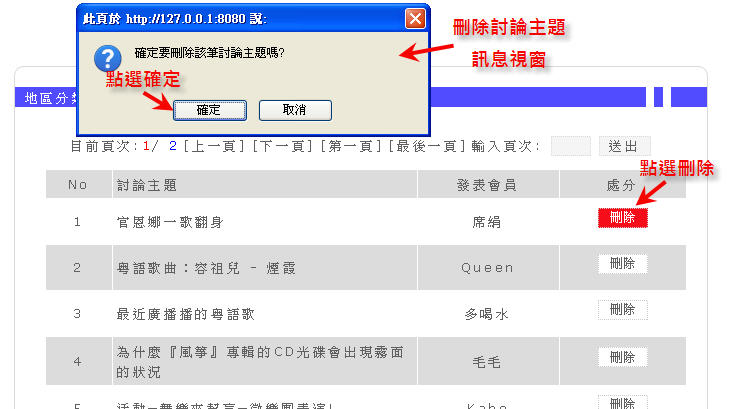 此頁於 http://127.0.0.1:8080 說:
確定要刪除該筆討論主題嗎?
確定
取消
刪除討論主題
訊息視窗
點選確定
地區分類
目前頁次:1/ 2 [上一頁] [下一頁] [第一頁] [最後一頁] 輸入頁次:
送出
點選刪除
No 討論主題 發表會員 處分
1 官恩娜一歌翻身 席絹 刪除
2 粵語歌曲：容祖兒 - 煙霞 Queen 刪除
3 最近廣播播的粵語歌 多喝水 刪除
4 為什麼『風箏』專輯的CD光碟會出現霧面
的狀況 毛毛 刪除
5 刪除